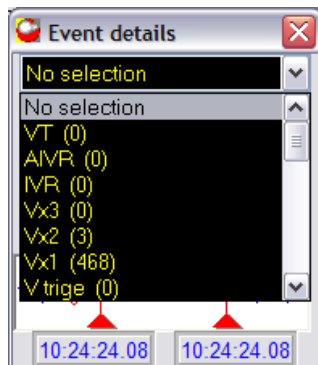 Event details
No selection
No selection
VT (0)
AIVR (0)
IVR (0)
Vx3 (0)
Vx2 (3)
Vx1 (468)
V trige (0)
10:24:24.08 10:24:24.08